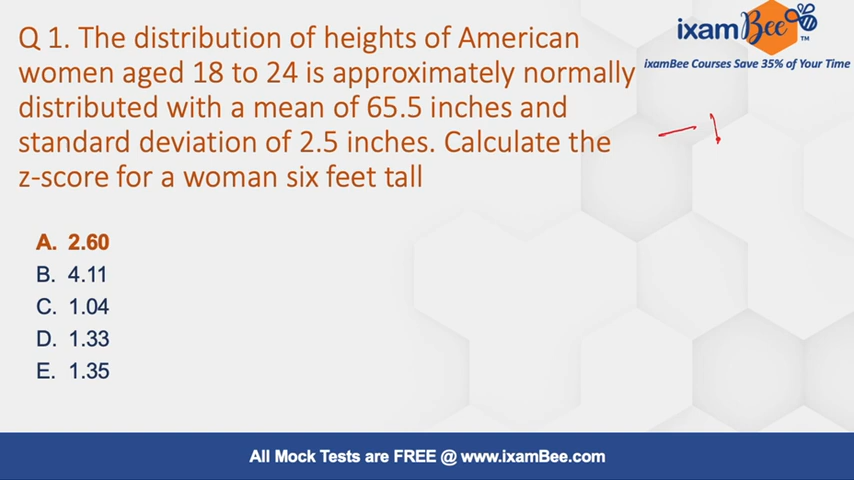 ixamBee™
ixamBee Courses Save 35% of Your Time
Q 1. The distribution of heights of American
women aged 18 to 24 is approximately normally
distributed with a mean of 65.5 inches and
standard deviation of 2.5 inches. Calculate the
z-score for a woman six feet tall
A. 2.60
B. 4.11
C. 1.04
D. 1.33
E. 1.35
All Mock Tests are FREE @ www.ixamBee.com